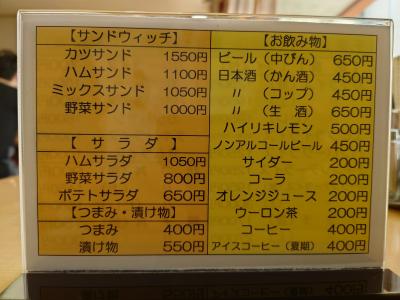 【サンドウィッチ】
カツサンド 1550円
ハムサンド 1100円
ミックスサンド 1050円
野菜サンド 1000円
【サラダ】
ハムサラダ 1050円
野菜サラダ 800円
ポテトサラダ 650円
【つまみ・漬け物】
つまみ 400円
漬け物 550円
【お飲み物】
ビール（中びん） 650円
日本酒（かん酒） 450円
〃 （コップ） 450円
〃 （生酒） 650円
ハイリキレモン 500円
ノンアルコールビール 450円
サイダー 200円
コーラ 200円
オレンジジュース 200円
ウーロン茶 200円
コーヒー 400円
アイスコーヒー（夏期） 400円